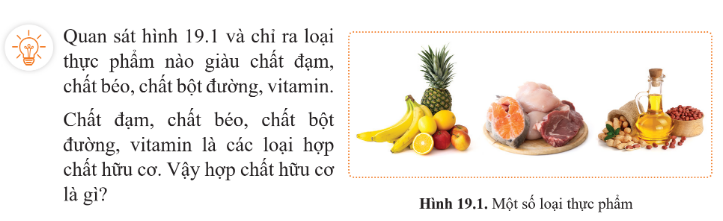 Quan sát hình 19.1 và chỉ ra loại
thực phẩm nào giàu chất đạm,
chất béo, chất bột đường, vitamin.
Chất đạm, chất béo, chất bột
đường, vitamin là các loại hợp
chất hữu cơ. Vậy hợp chất hữu cơ
là gì?
Hình 19.1. Một số loại thực phẩm